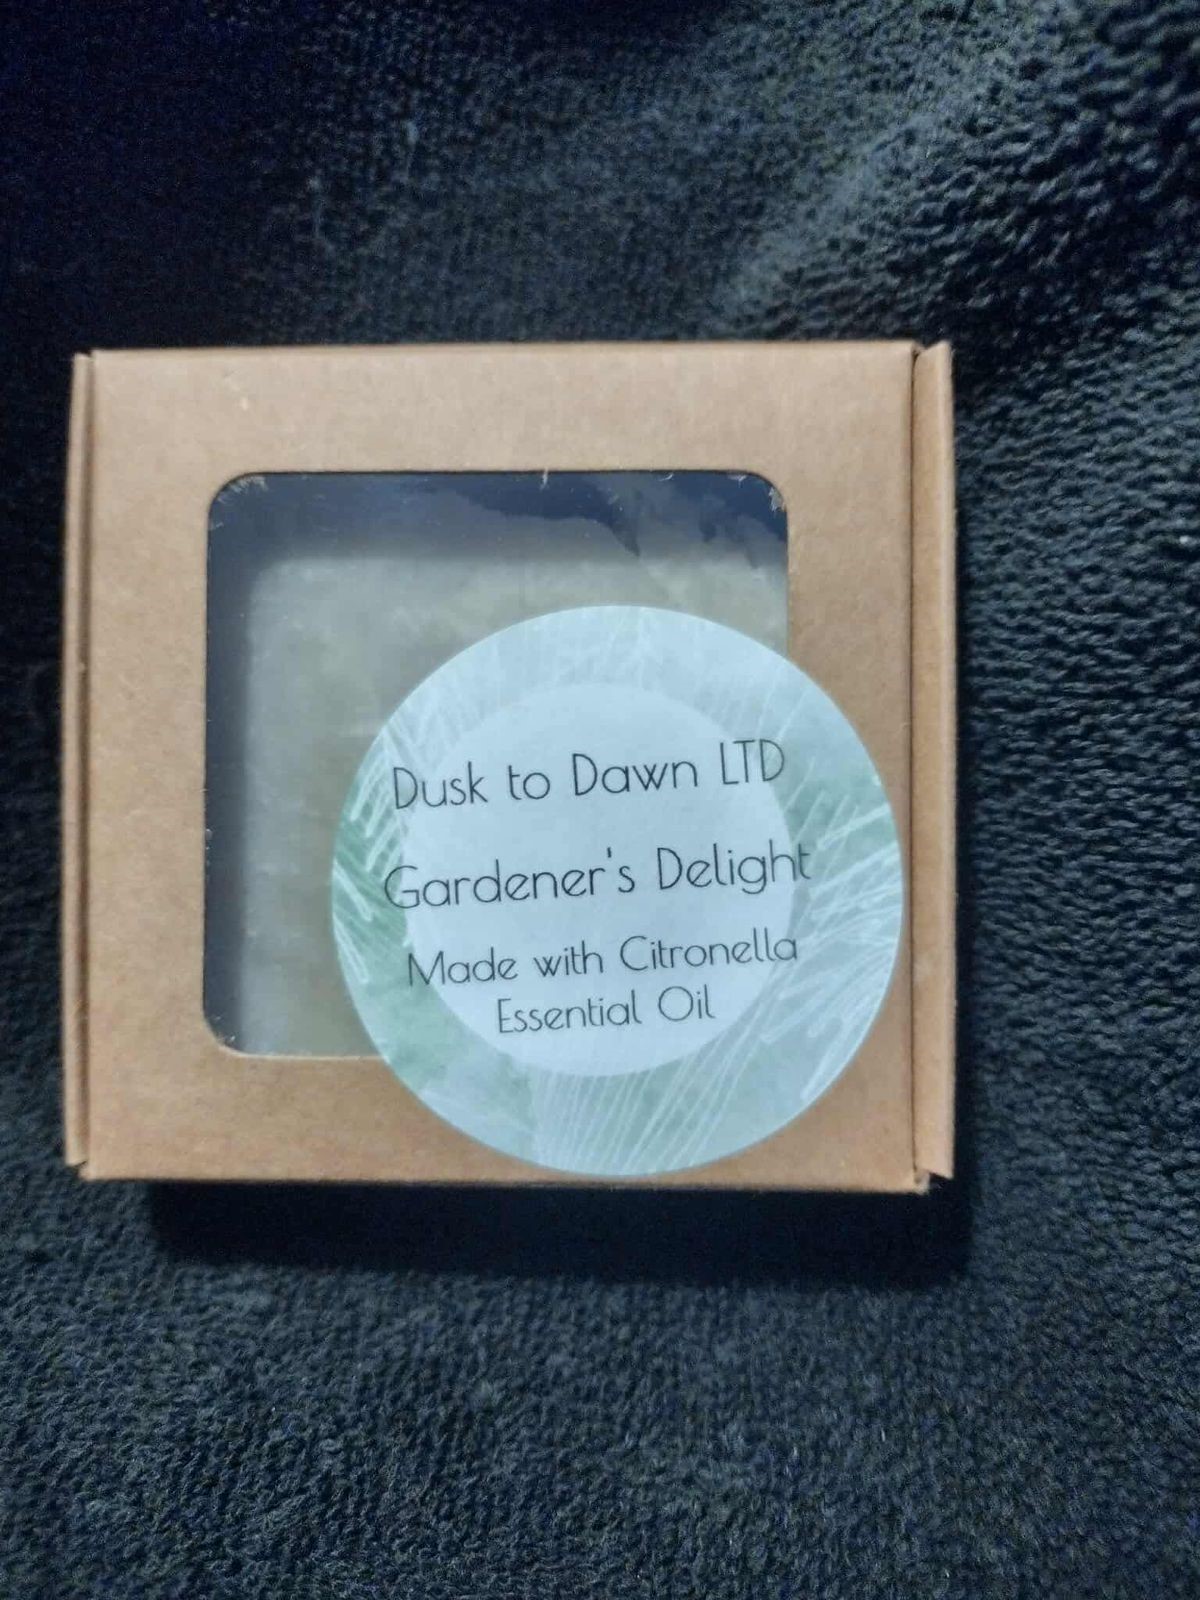 Dusk to Dawn LTD
Gardener's Delight
Made with Citronella
Essential Oil